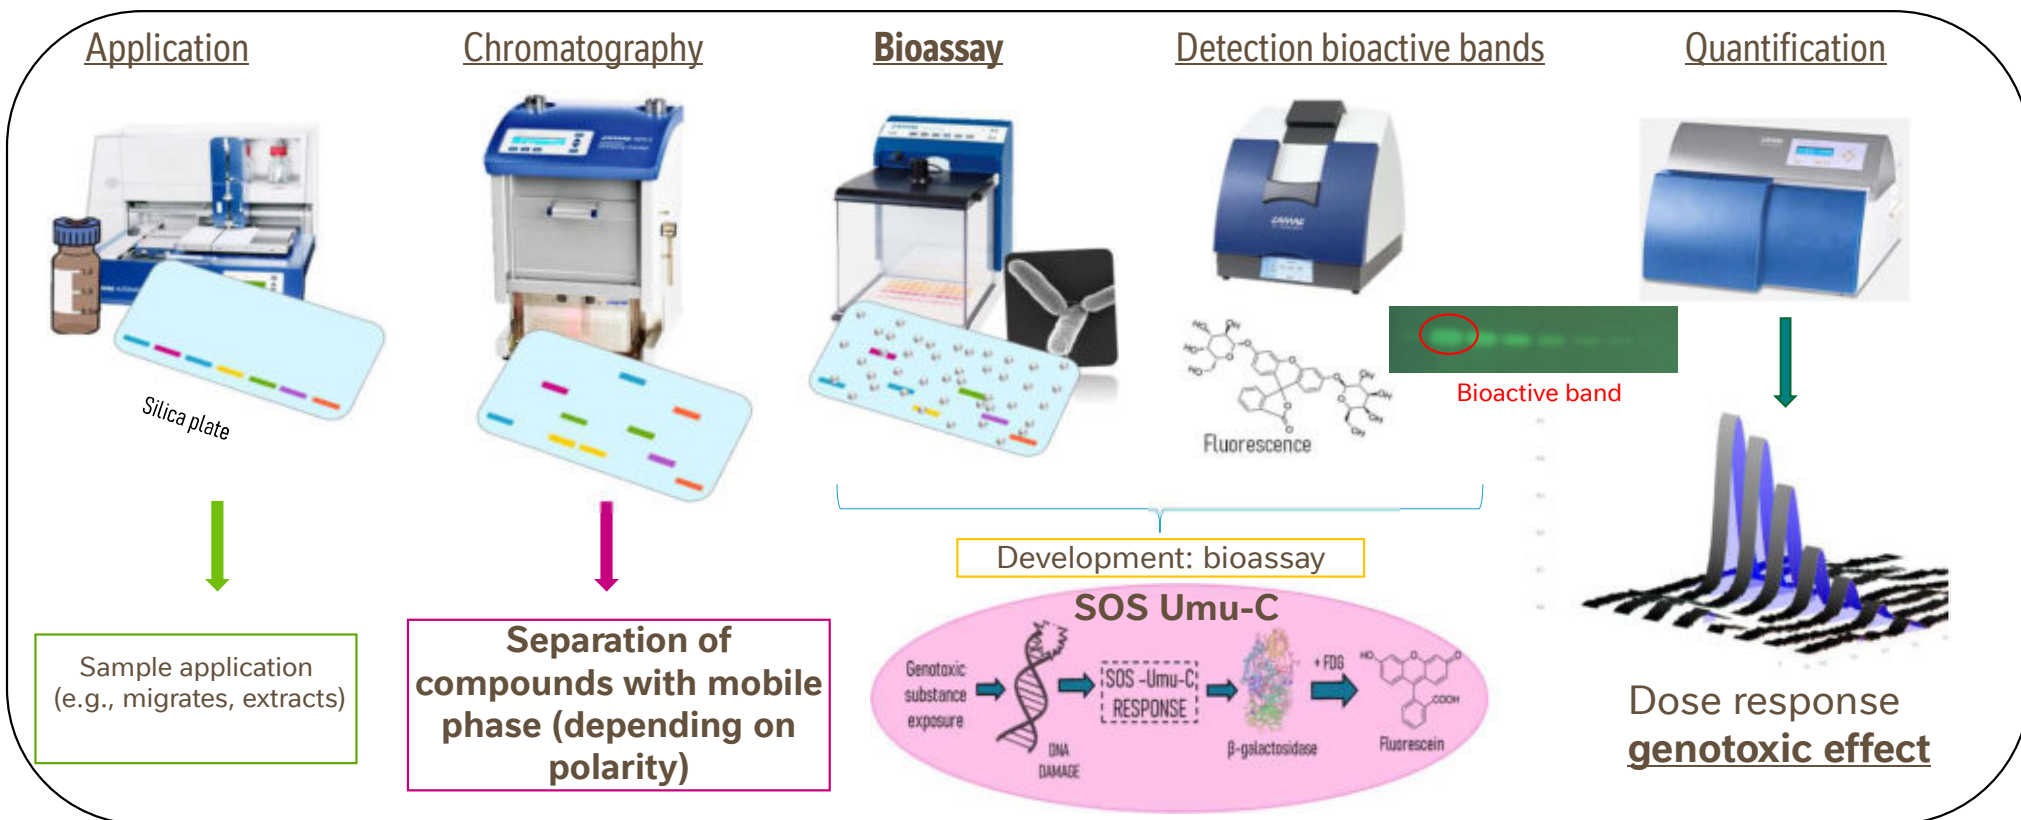 Application
Chromatography
Bioassay
Detection bioactive bands
Quantification
Silica plate
Fluorescence
Bioactive band
Development: bioassay
Sample application
(e.g., migrates, extracts)
Separation of
compounds with mobile
phase (depending on
polarity)
SOS Umu-C
Genotoxic
substance
exposure
DNA
DAMAGE
SOS -Umu-C
RESPONSE
β-galactosidase
+ FDG
HO
O
O
COOH
Fluorescein
Dose response
genotoxic effect